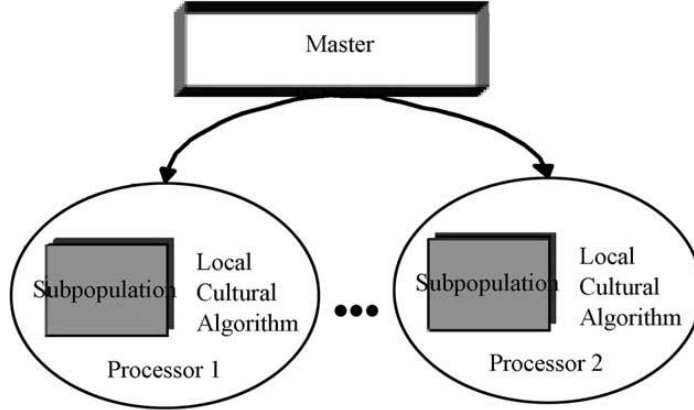 Master
Subpopulation
Local
Cultural
Algorithm
Processor 1
Subpopulation
Local
Cultural
Algorithm
Processor 2